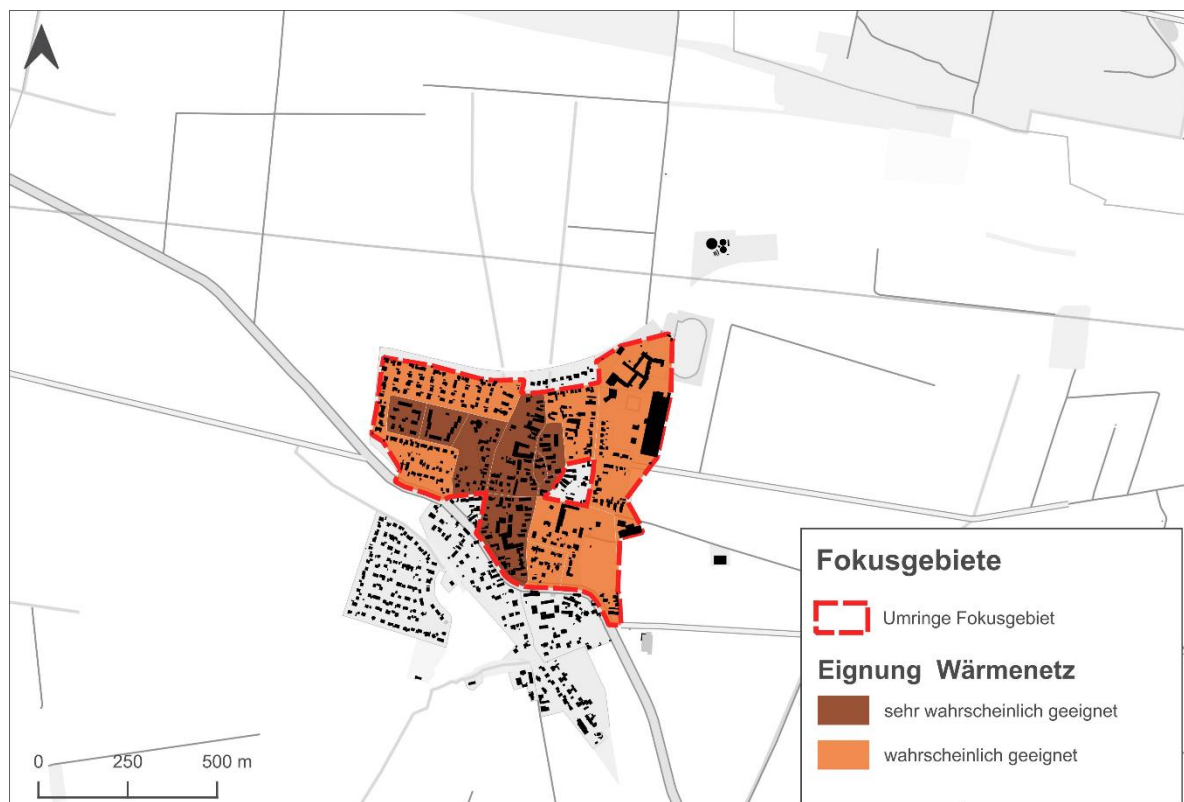 Fokusgebiete
Umringe Fokusgebiet
Eignung Wärmenetz
sehr wahrscheinlich geeignet
wahrscheinlich geeignet
0 250 500 m